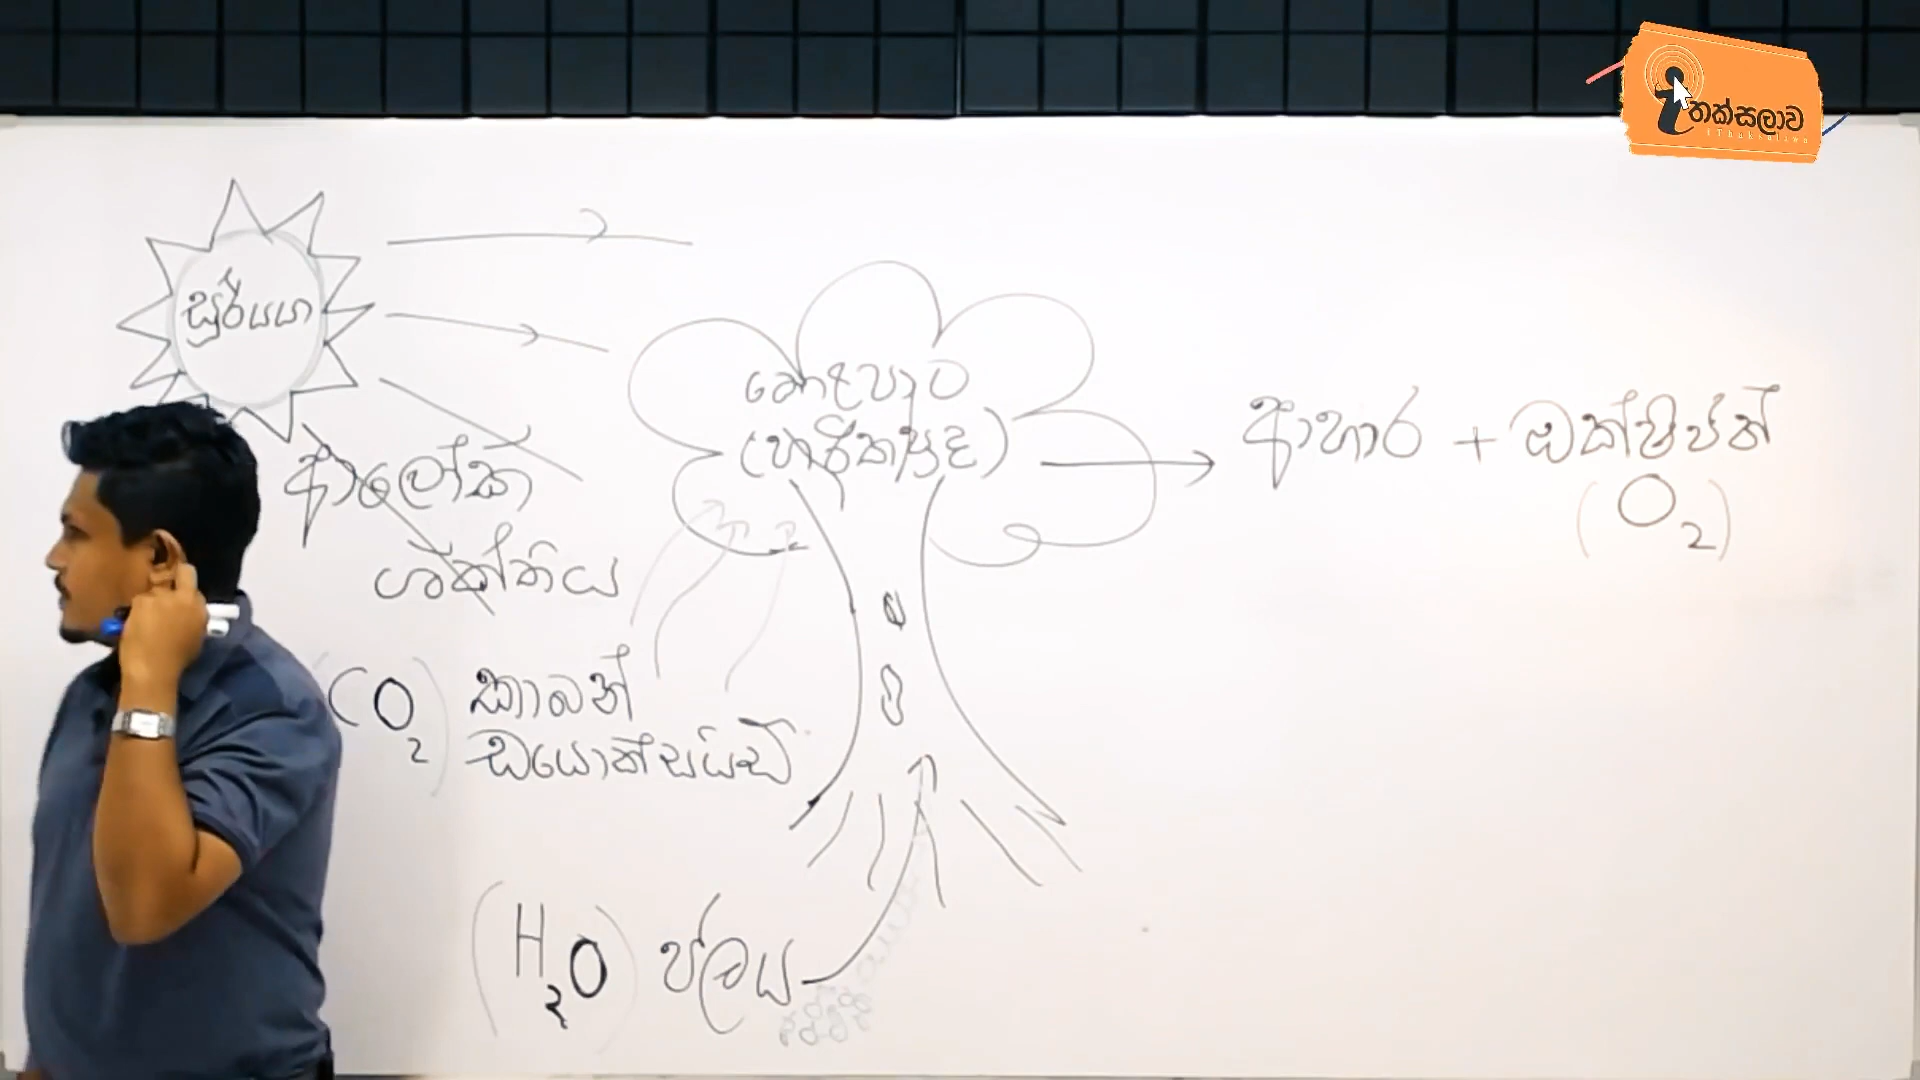 තක්සලාව
iThaksalawa
සූර්යයා
කොළපාට
(හරිතප්‍රද)
ආහාර + ඔක්ෂිජන්
(O₂)
ආලෝක
ශක්තිය
(CO₂) කාබන්
ඩයොක්සයිඩ්
(H₂O) ජලය